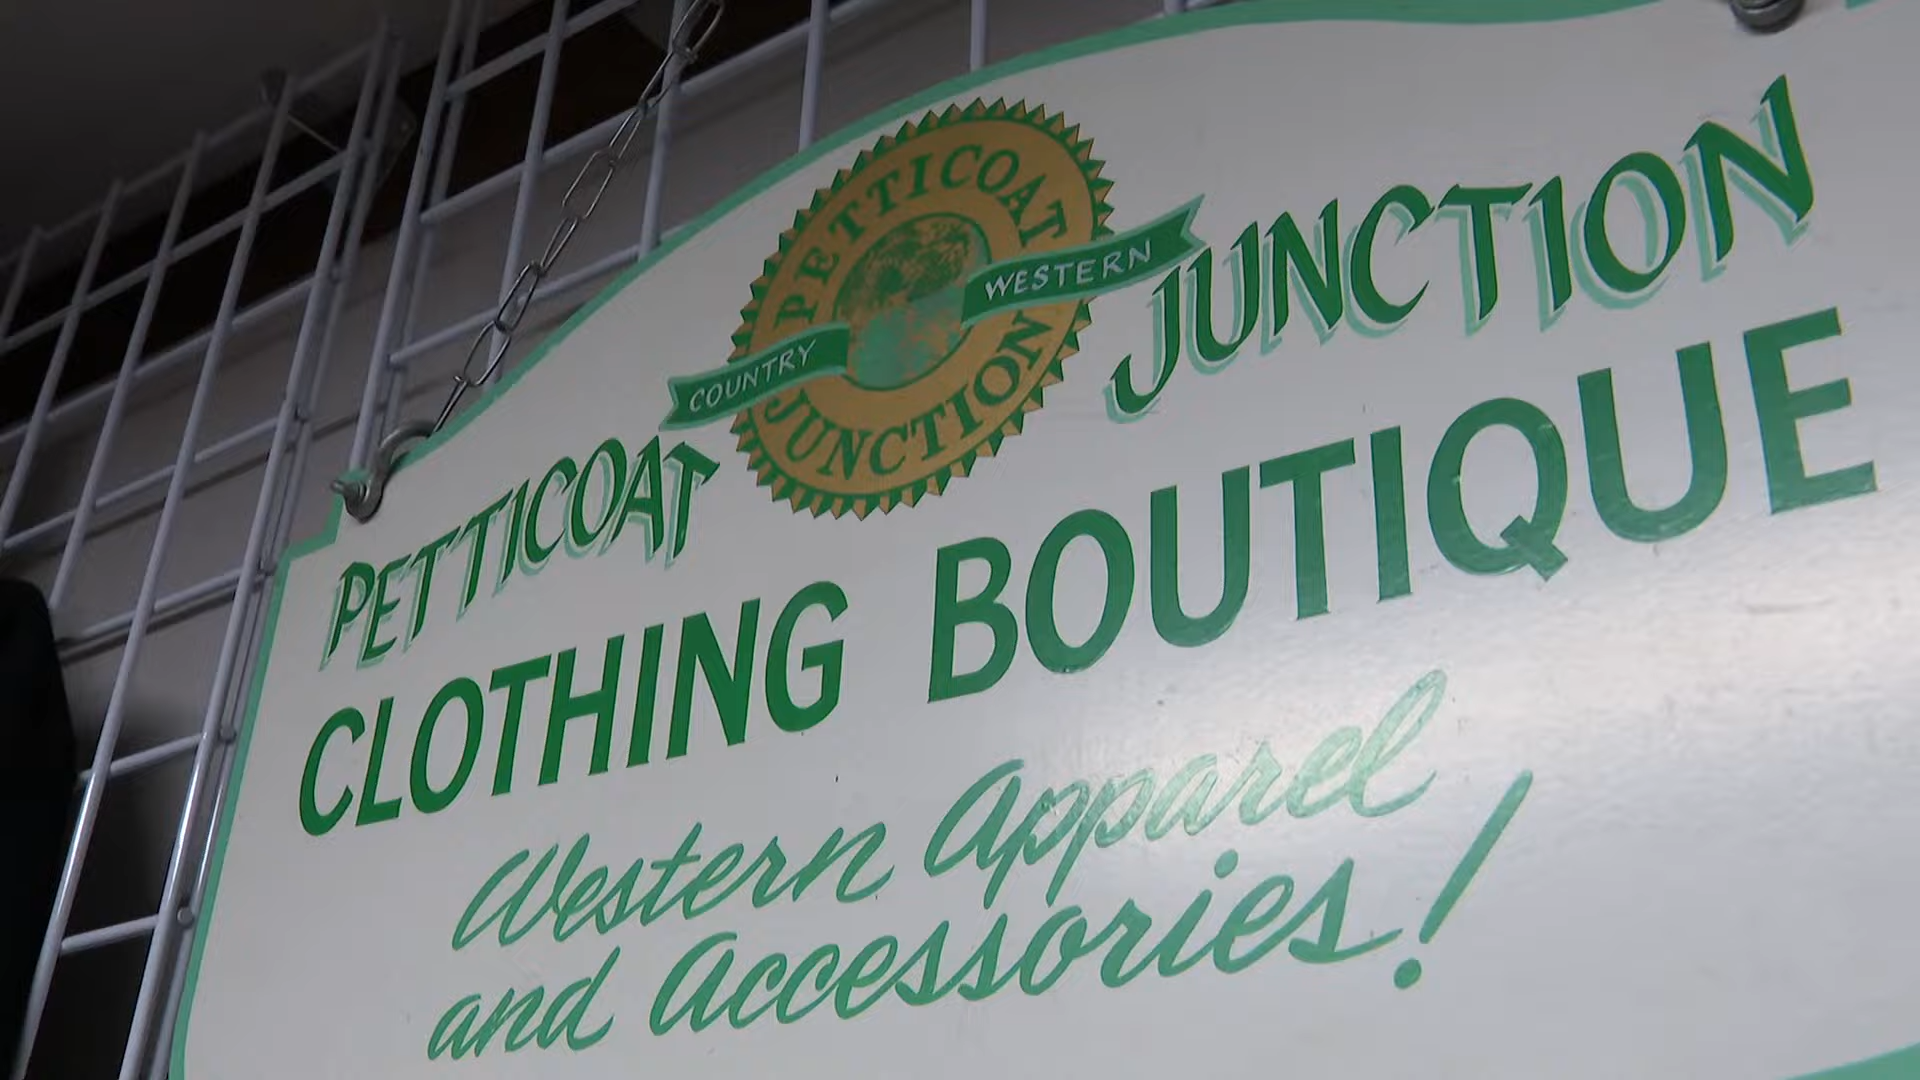 PETTICOAT
JUNCTION
COUNTRY
WESTERN
PETTICOAT JUNCTION
CLOTHING BOUTIQUE
Western Apparel
and Accessories!